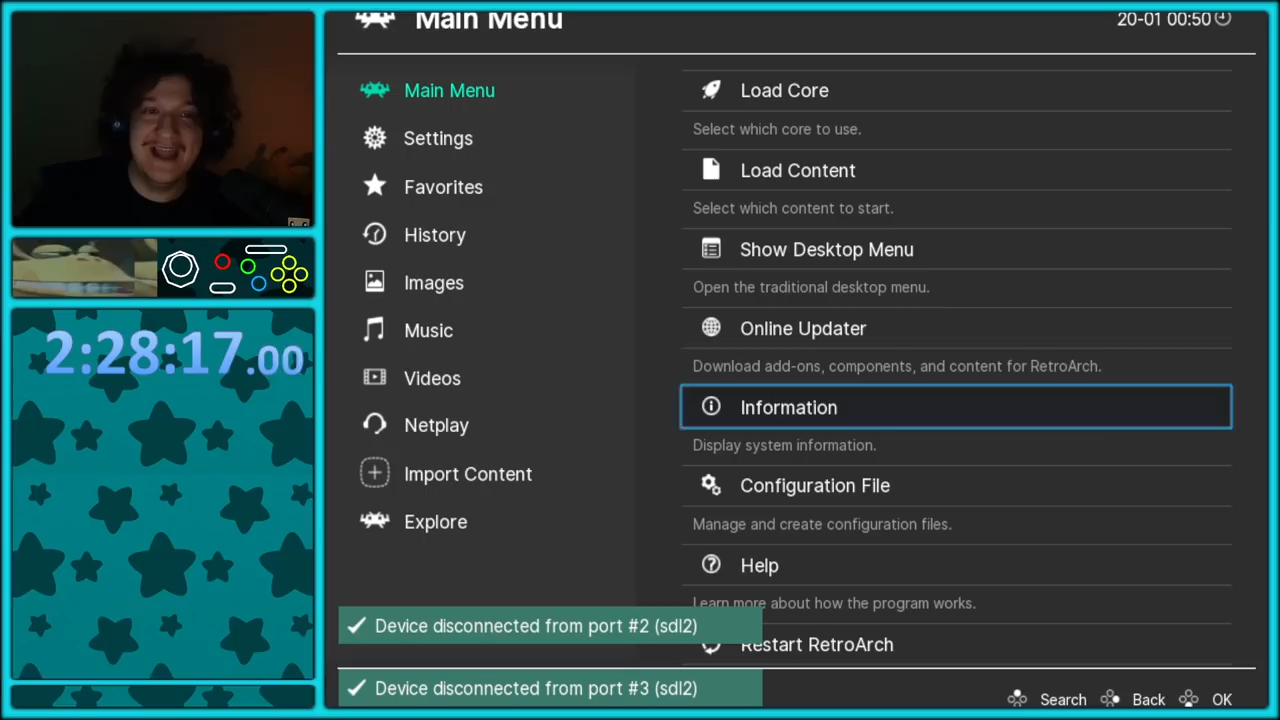 Main Menu
20-01 00:50
Main Menu
Settings
Favorites
History
Images
Music
Videos
Netplay
Import Content
Explore
Load Core
Select which core to use.
Load Content
Select which content to start.
Show Desktop Menu
Open the traditional desktop menu.
Online Updater
Download add-ons, components, and content for RetroArch.
Information
Display system information.
Configuration File
Manage and create configuration files.
Help
Learn more about how the program works.
Restart RetroArch
Device disconnected from port #2 (sdl2)
Device disconnected from port #3 (sdl2)
Search
Back
OK
2:28:17.00